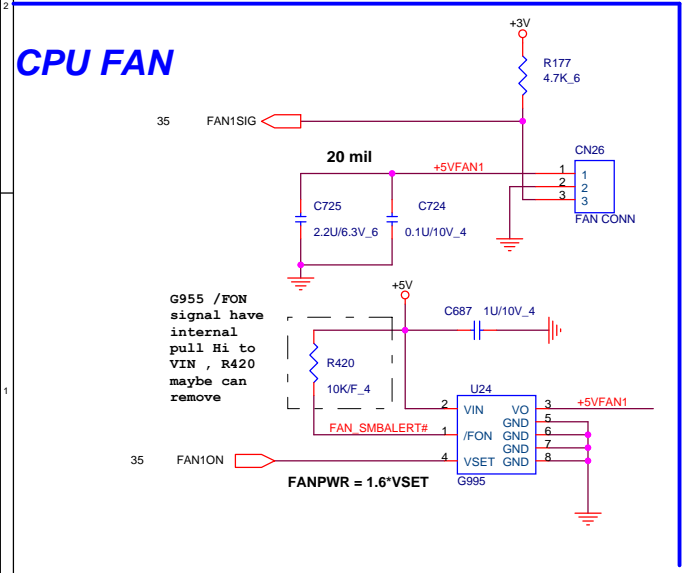 2
+3V
CPU FAN
R177
4.7K_6
35 FAN1SIG
CN26
20 mil
+5VFAN1
1 1
2 2
3 3
FAN CONN
C725
2.2U/6.3V_6
C724
0.1U/10V_4
+5V
G955 /FON
signal have
internal
pull Hi to
VIN , R420
maybe can
remove
C687 1U/10V_4
R420
10K/F_4
1
U24
2 VIN VO 3 +5VFAN1
GND 5
FAN_SMBALERT# 1 /FON GND 6
GND 7
35 FAN1ON 4 VSET GND 8
FANPWR = 1.6*VSET
G995